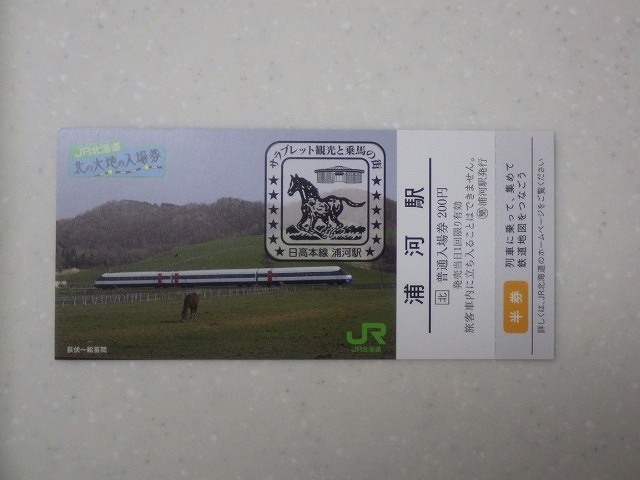 JR北海道
北の大地の入場券
サラブレット観光と乗馬の街
日高本線 浦河駅
荻伏〜絵笛間
JR
JR北海道
浦河駅
北 普通入場券 200円
発売当日1回限り有効
旅客車内に立ち入ることはできません。
浦河駅発行
列車に乗って、集めて
鉄道地図をつなごう
半券
詳しくは、JR北海道のホームページをご覧ください